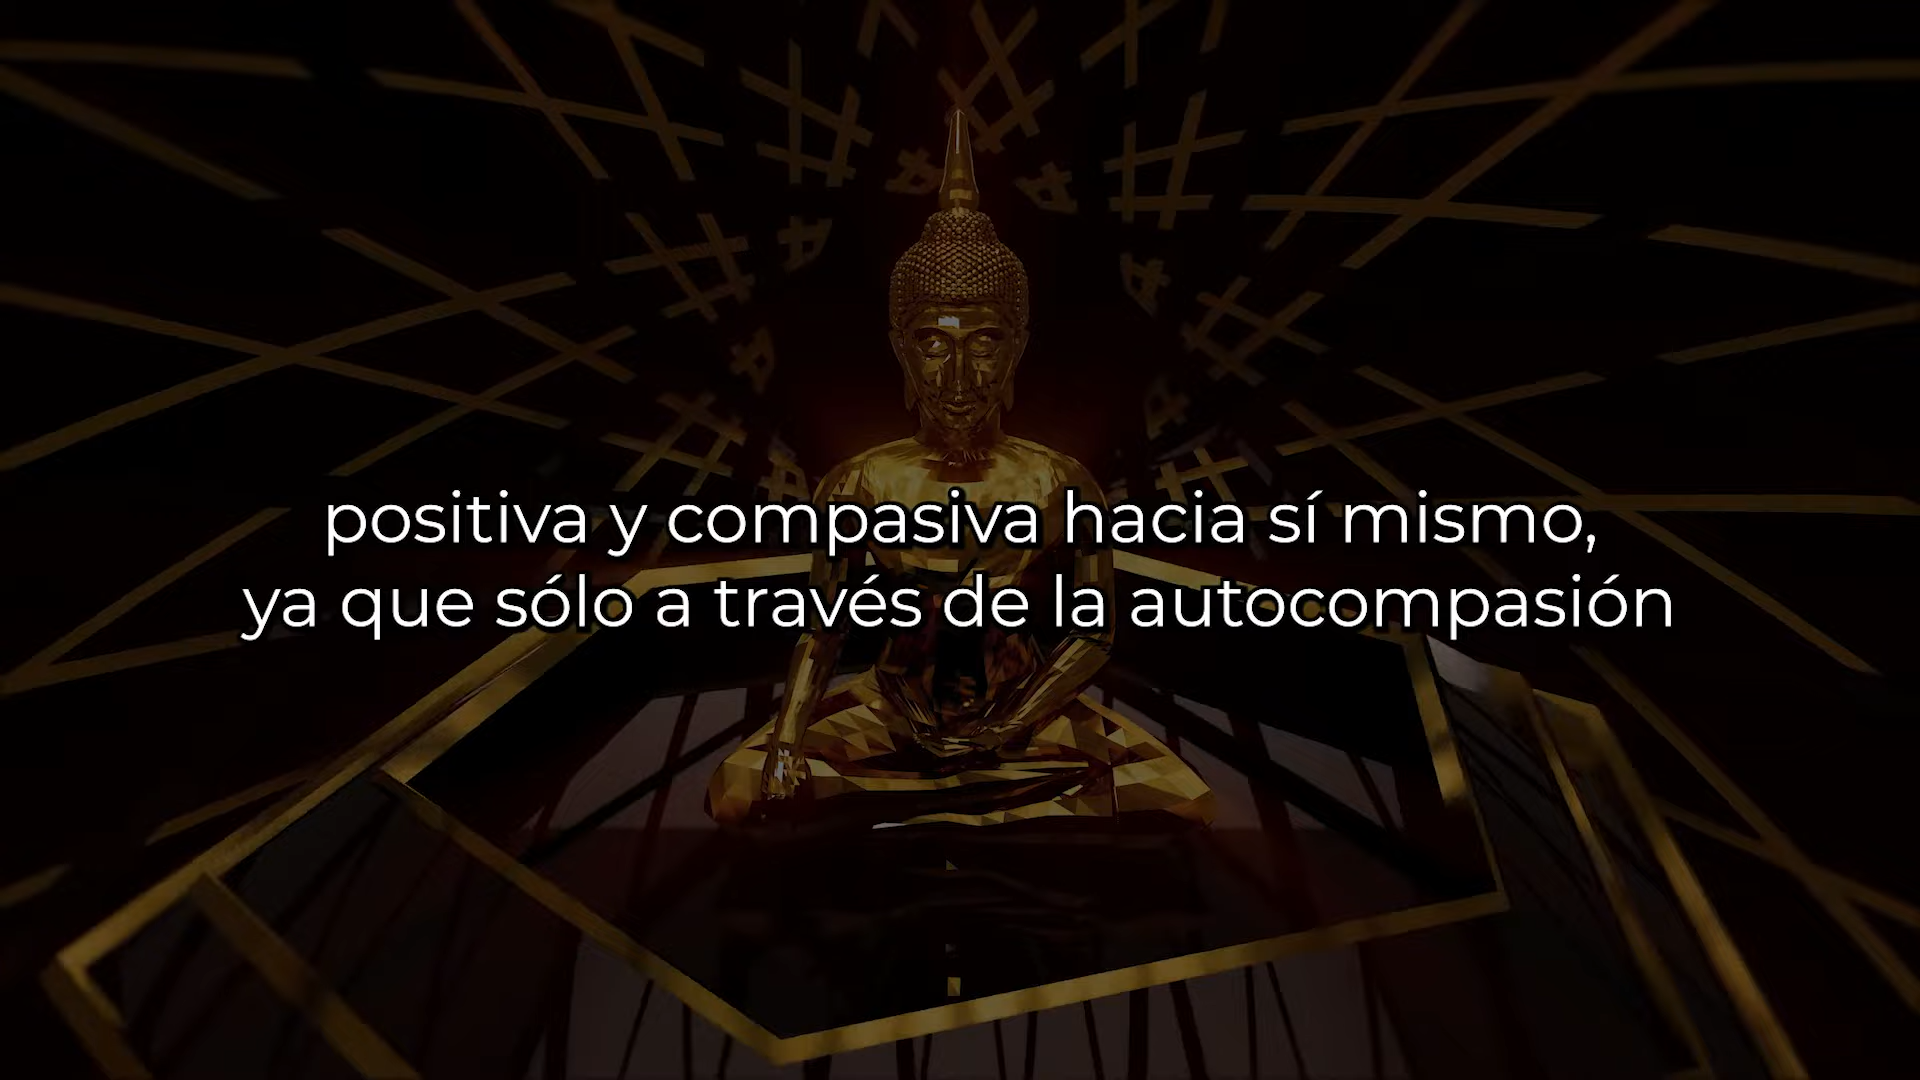 positiva y compasiva hacia sí mismo,
ya que sólo a través de la autocompasión